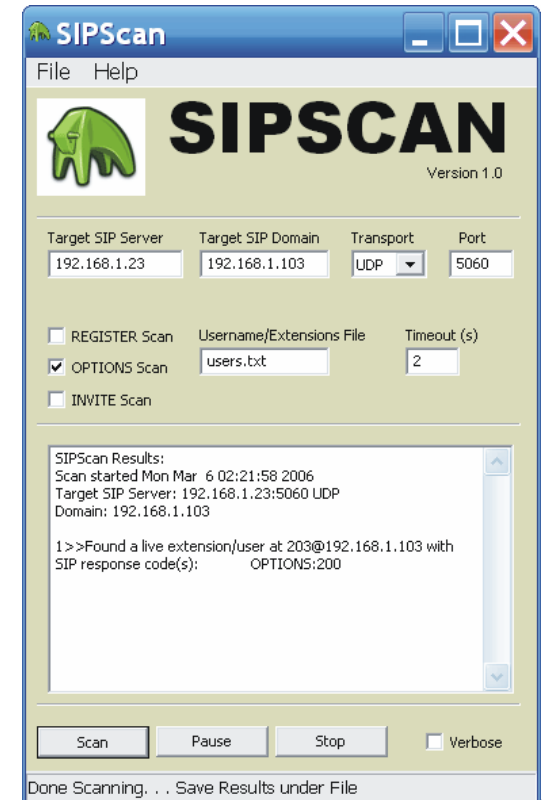 SIPScan
File Help
SIPSCAN
Version 1.0
Target SIP Server Target SIP Domain Transport Port
192.168.1.23 192.168.1.103 UDP 5060
REGISTER Scan Username/Extensions File Timeout (s)
OPTIONS Scan users.txt 2
INVITE Scan
SIPScan Results:
Scan started Mon Mar 6 02:21:58 2006
Target SIP Server: 192.168.1.23:5060 UDP
Domain: 192.168.1.103
1>>Found a live extension/user at 203@192.168.1.103 with
SIP response code(s): OPTIONS:200
Scan Pause Stop Verbose
Done Scanning. . . Save Results under File